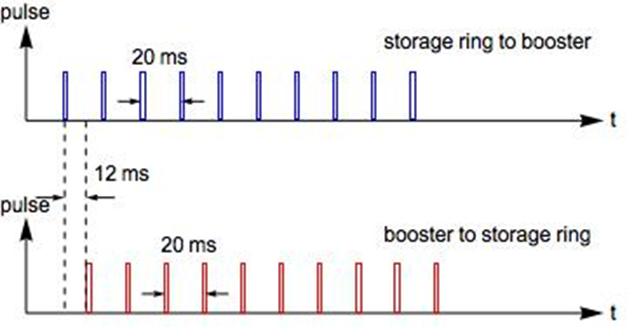 pulse
storage ring to booster
20 ms
t
12 ms
pulse
booster to storage ring
20 ms
t